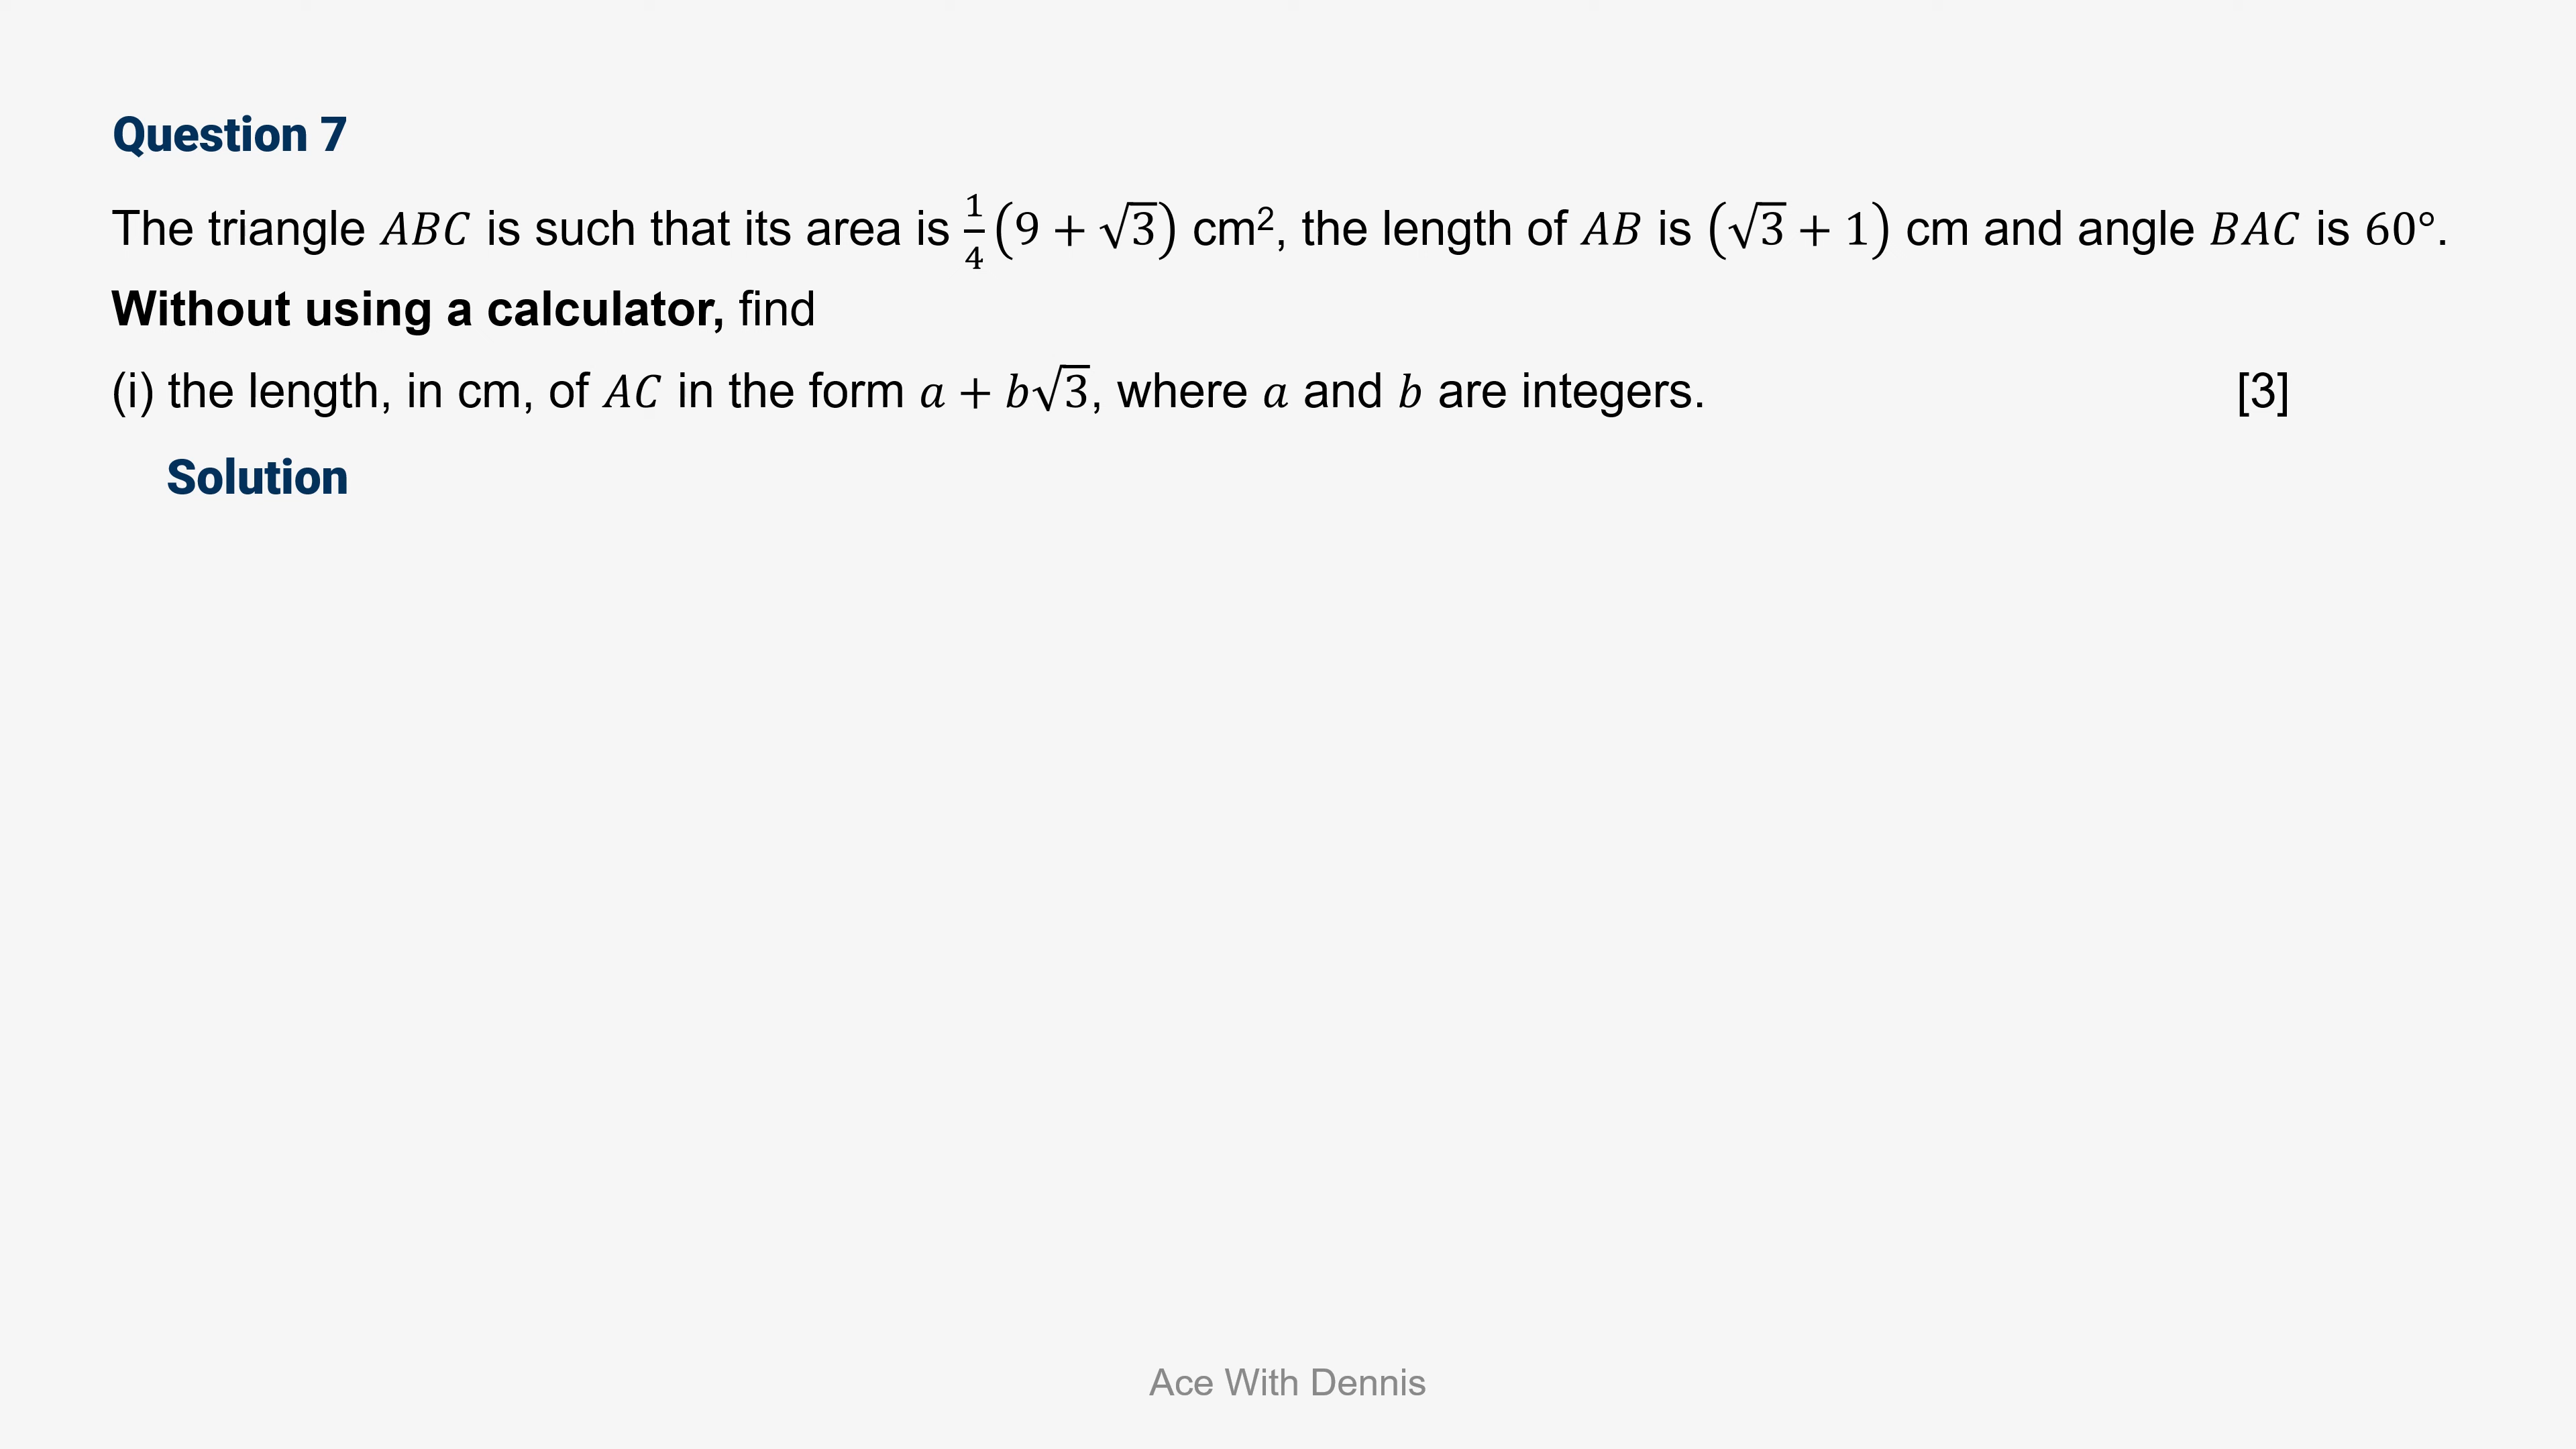 Question 7
The triangle 𝐴𝐵𝐶 is such that its area is 1/4(9 + √3) cm², the length of 𝐴𝐵 is (√3 + 1) cm and angle 𝐵𝐴𝐶 is 60°.
Without using a calculator, find
(i) the length, in cm, of 𝐴𝐶 in the form 𝑎 + 𝑏√3, where 𝑎 and 𝑏 are integers. [3]
Solution
Ace With Dennis